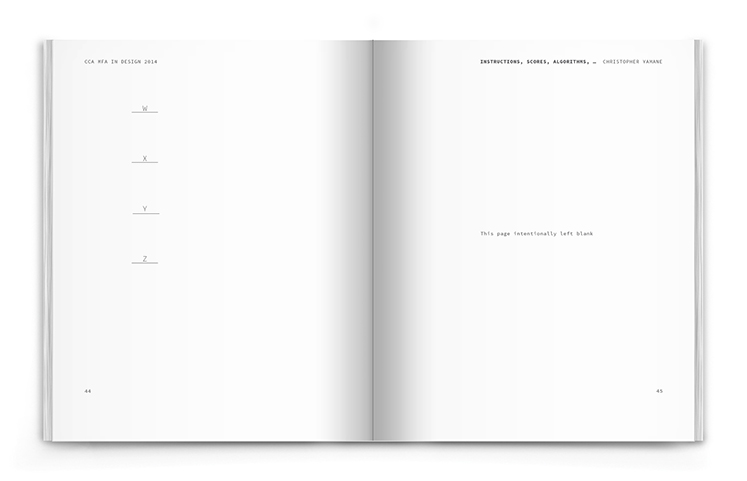 CCA MFA IN DESIGN 2014
W
X
Y
Z
44
INSTRUCTIONS, SCORES, ALGORITHMS, … CHRISTOPHER YAMANE
This page intentionally left blank
45